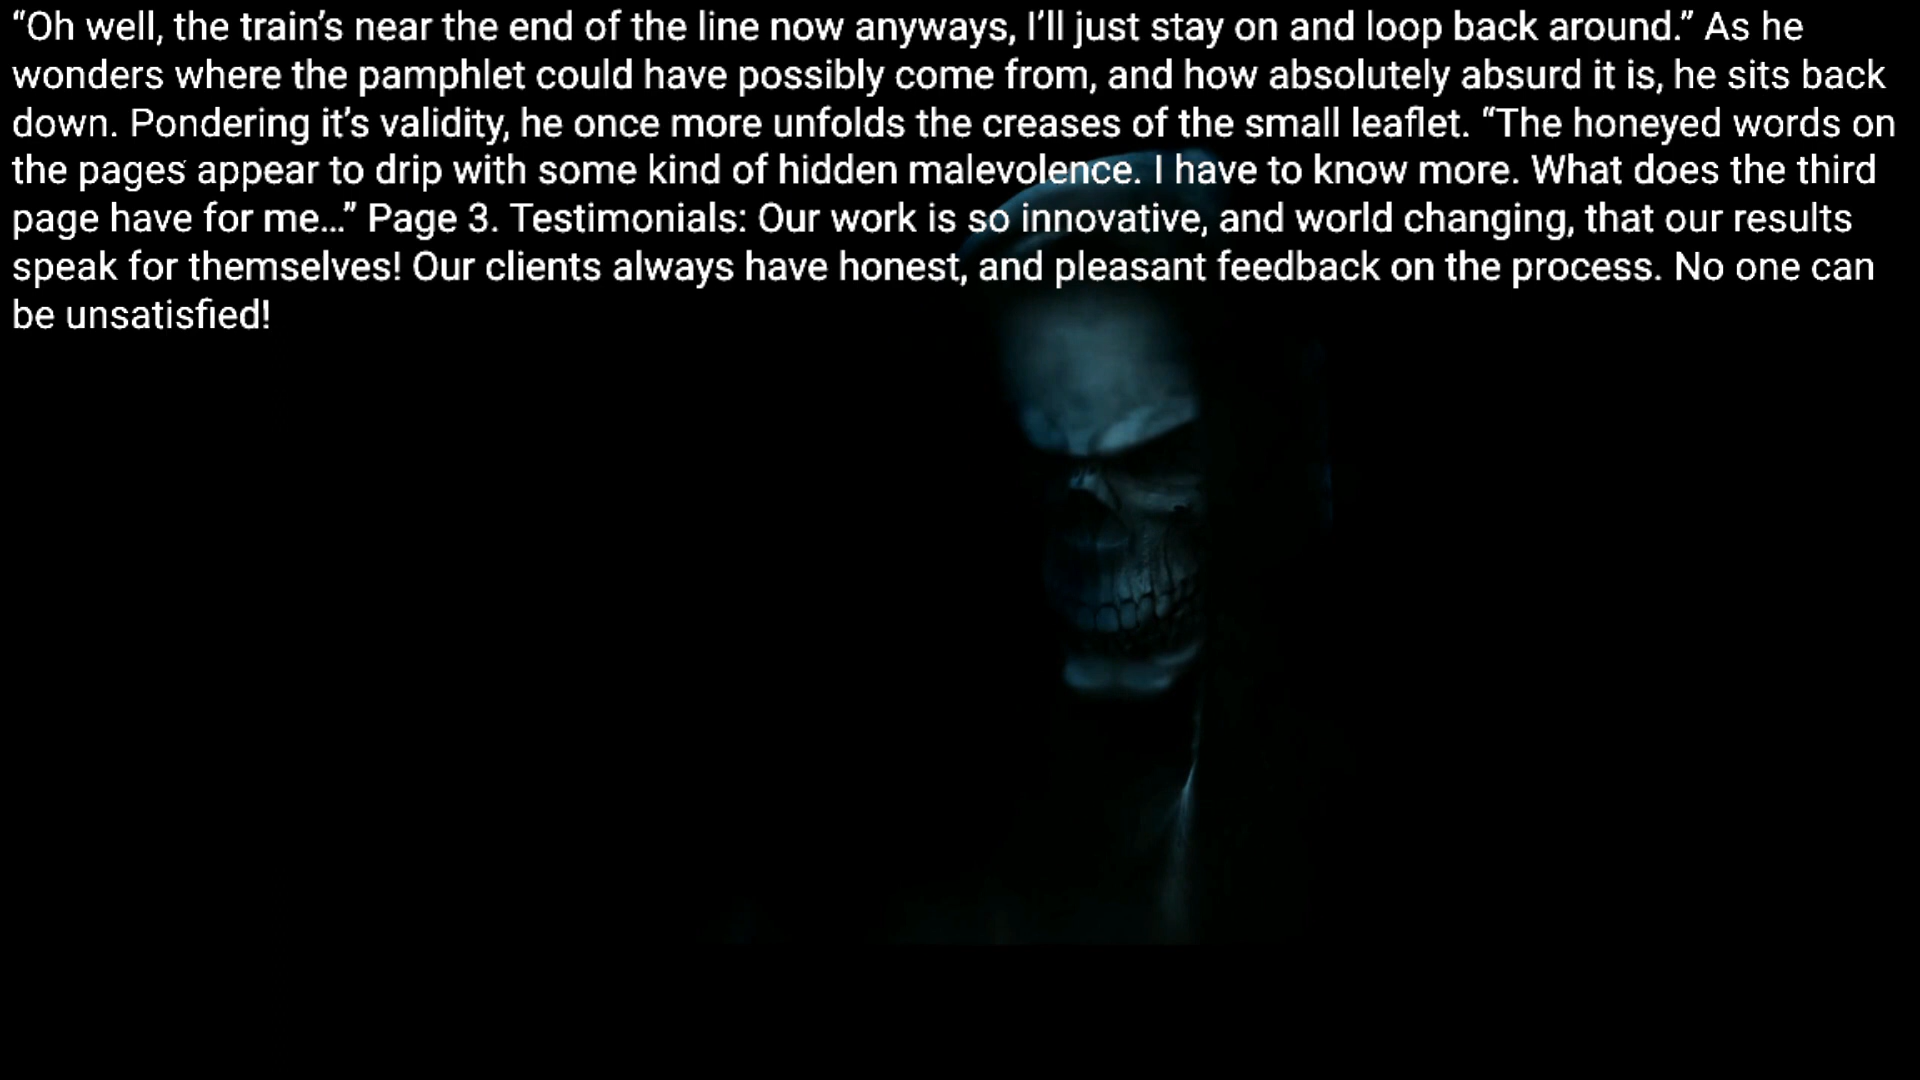 “Oh well, the train’s near the end of the line now anyways, I’ll just stay on and loop back around.” As he
wonders where the pamphlet could have possibly come from, and how absolutely absurd it is, he sits back
down. Pondering it’s validity, he once more unfolds the creases of the small leaflet. “The honeyed words on
the pages appear to drip with some kind of hidden malevolence. I have to know more. What does the third
page have for me…” Page 3. Testimonials: Our work is so innovative, and world changing, that our results
speak for themselves! Our clients always have honest, and pleasant feedback on the process. No one can
be unsatisfied!